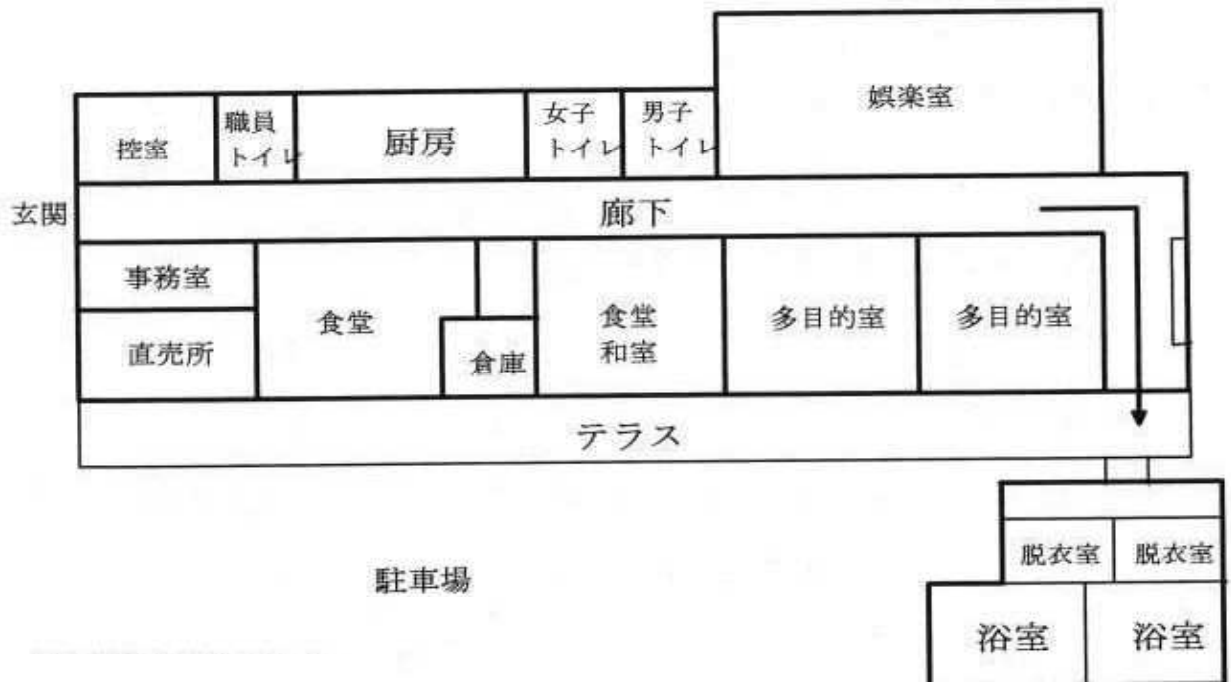 娯楽室
控室
職員
トイレ
厨房
女子
トイレ
男子
トイレ
玄関
廊下
事務室
直売所
食堂
倉庫
食堂
和室
多目的室
多目的室
テラス
駐車場
脱衣室
脱衣室
浴室
浴室